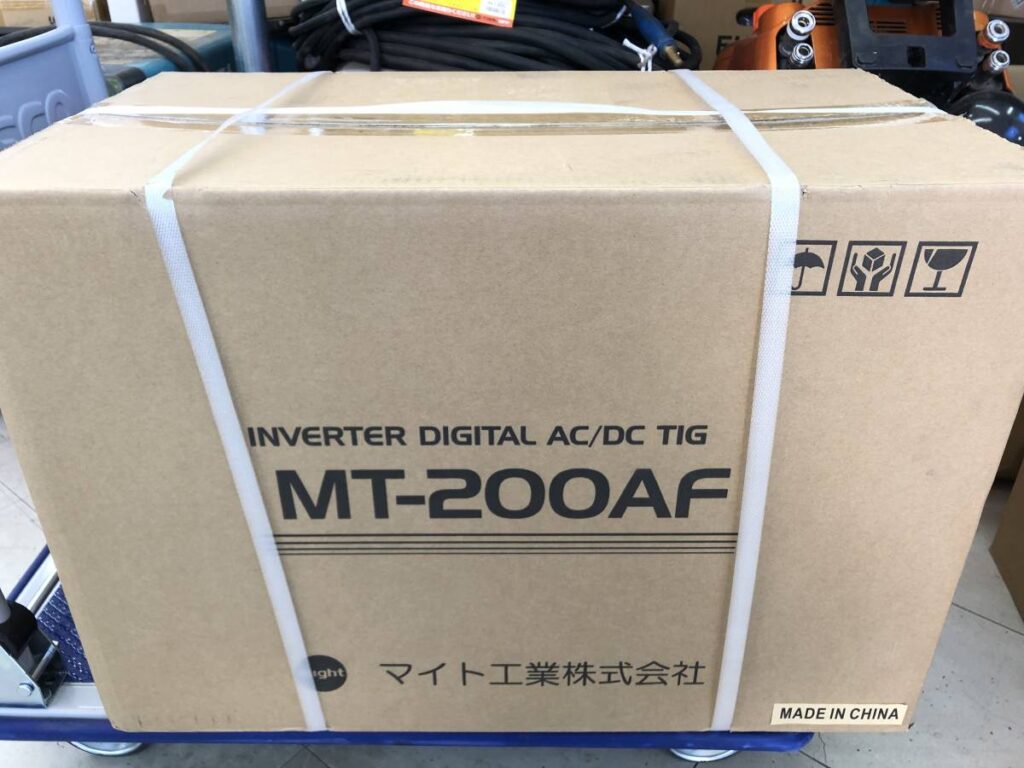 INVERTER DIGITAL AC/DC TIG
MT-200AF
ight
マイト工業株式会社
MADE IN CHINA